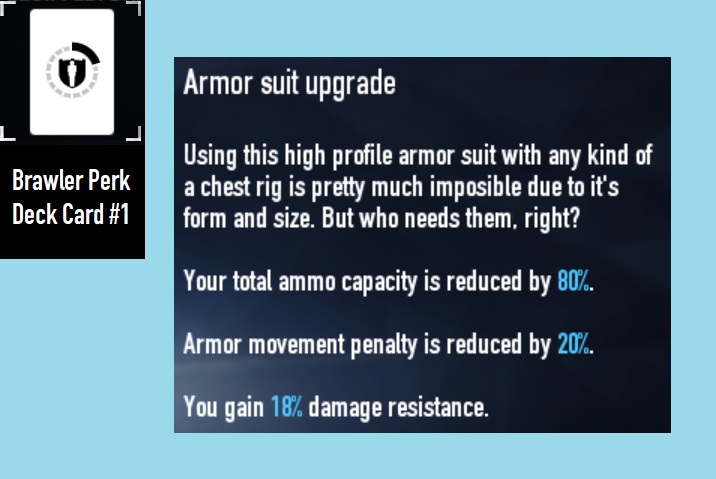 Brawler Perk
Deck Card #1
Armor suit upgrade
Using this high profile armor suit with any kind of
a chest rig is pretty much imposible due to it's
form and size. But who needs them, right?
Your total ammo capacity is reduced by 80%.
Armor movement penalty is reduced by 20%.
You gain 18% damage resistance.